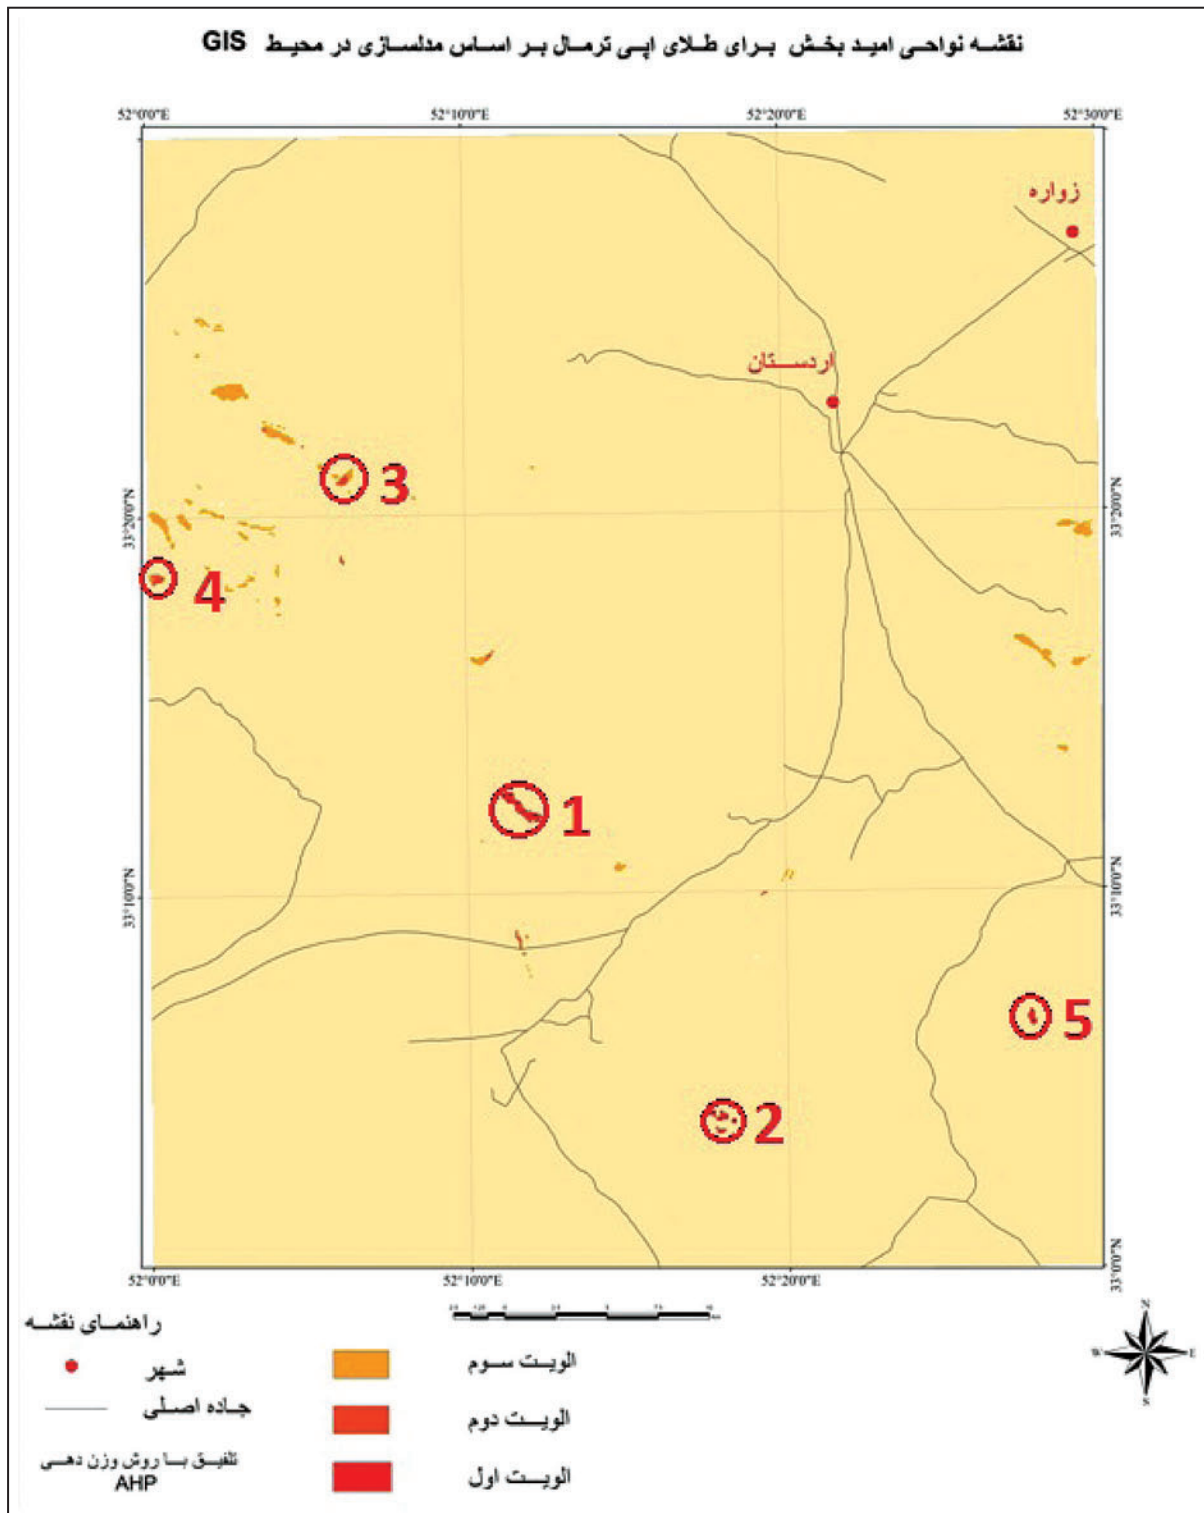 نقشه نواحی امید بخش برای طلای اپی ترمال بر اساس مدلسازی در محیط GIS
52°0'0"E 52°10'0"E 52°20'0"E 52°30'0"E
زواره
اردستان
3
33°20'0"N 33°20'0"N
4
1
33°10'0"N 33°10'0"N
5
2
33°0'0"N
52°0'0"E 52°10'0"E 52°20'0"E
راهنمای نقشه
شهر
جاده اصلی
تلفیق با روش وزن دهی
AHP
الویت سوم
الویت دوم
الویت اول
N
W E
S